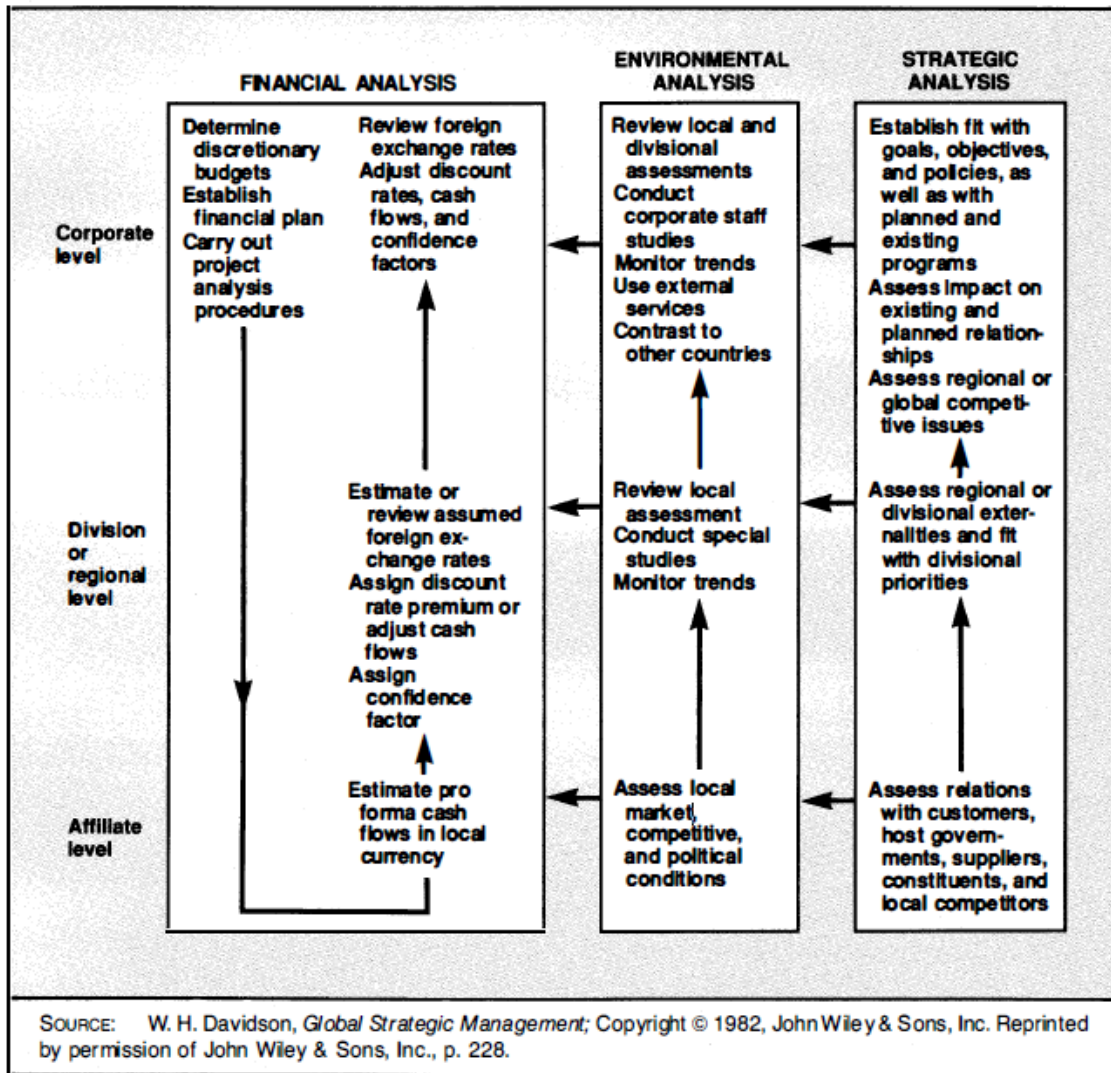 FINANCIAL ANALYSIS
ENVIRONMENTAL
ANALYSIS
STRATEGIC
ANALYSIS
Corporate
level
Determine
discretionary
budgets
Establish
financial plan
Carry out
project
analysis
procedures
Review foreign
exchange rates
Adjust discount
rates, cash
flows, and
confidence
factors
Review local and
divisional
assessments
Conduct
corporate staff
studies
Monitor trends
Use external
services
Contrast to
other countries
Establish fit with
goals, objectives,
and policies, as
well as with
planned and
existing
programs
Assess Impact on
existing and
planned relation-
ships
Assess regional or
global competi-
tive issues
Division
or
regional
level
Estimate or
review assumed
foreign ex-
change rates
Assign discount
rate premium or
adjust cash
flows
Assign
confidence
factor
Review local
assessment
Conduct special
studies
Monitor trends
Assess regional or
divisional exter-
nalities and fit
with divisional
priorities
Affiliate
level
Estimate pro
forma cash
flows in local
currency
Assess local
market,
competitive,
and political
conditions
Assess relations
with customers,
host govern-
ments, suppliers,
constituents, and
local competitors
SOURCE: W. H. Davidson, Global Strategic Management; Copyright © 1982, John Wiley & Sons, Inc. Reprinted
by permission of John Wiley & Sons, Inc., p. 228.